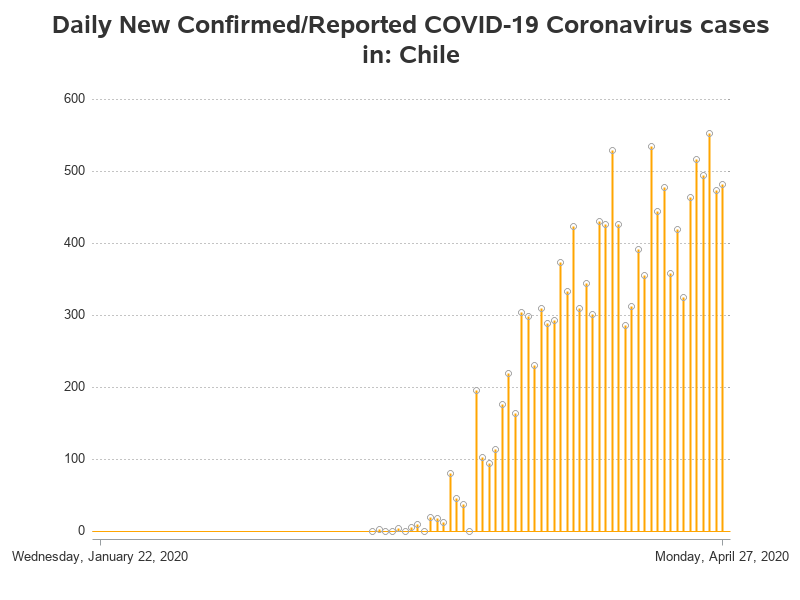 Daily New Confirmed/Reported COVID-19 Coronavirus cases
in: Chile
600
500
400
300
200
100
0
Wednesday, January 22, 2020
Monday, April 27, 2020